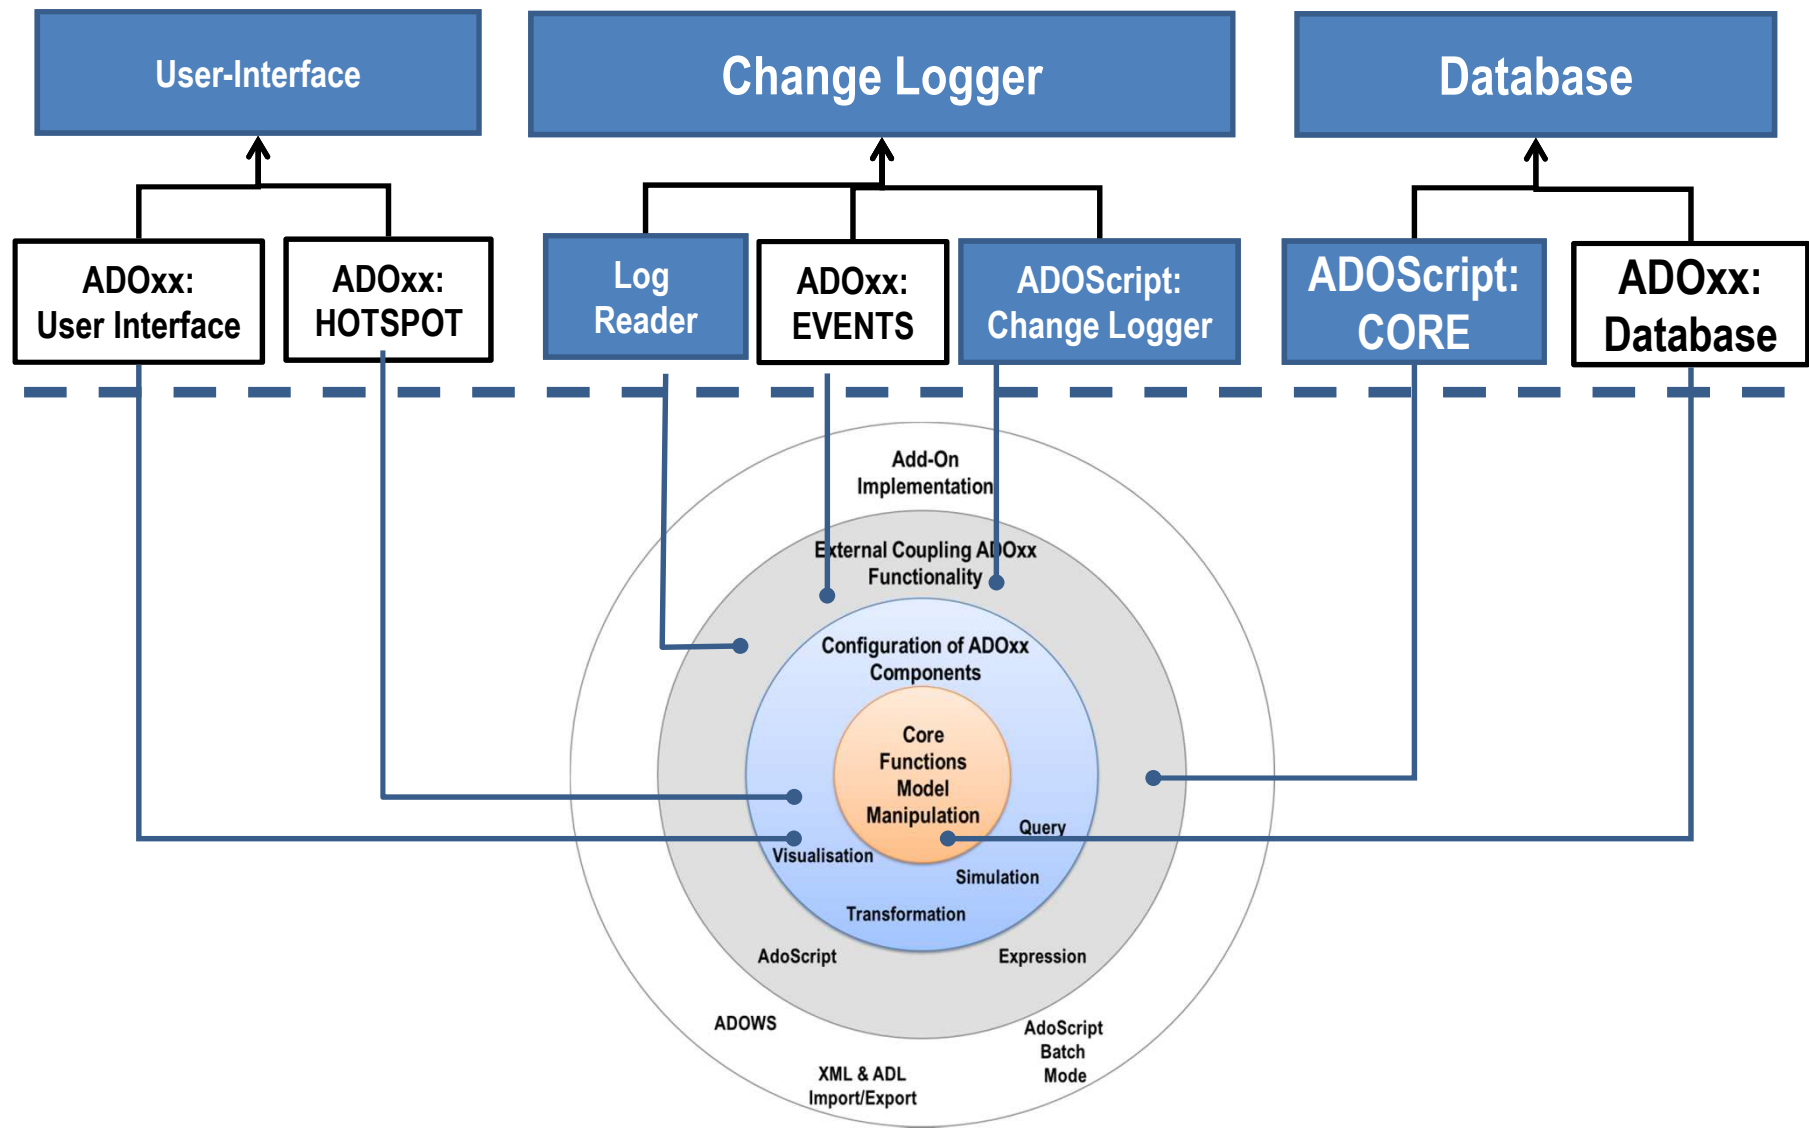 User-Interface
Change Logger
Database
ADOxx:
User Interface
ADOxx:
HOTSPOT
Log
Reader
ADOxx:
EVENTS
ADOScript:
Change Logger
ADOScript:
CORE
ADOxx:
Database
Add-On
Implementation
External Coupling ADOxx
Functionality
Configuration of ADOxx
Components
Core
Functions
Model
Manipulation
Query
Visualisation
Simulation
Transformation
AdoScript
Expression
ADOWS
AdoScript
Batch
Mode
XML & ADL
Import/Export